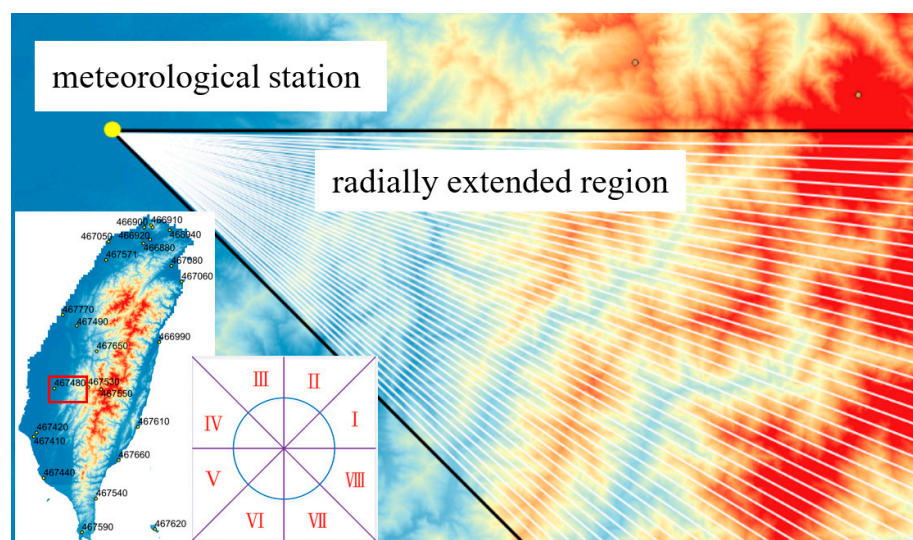 meteorological station
radially extended region
466900 466910
467050 466920 466940
466880
467571
467080
467060
467770
467490
466990
467650
467480 467530
467550
467610
467420
467410
467660
467440
467540
467590
467620
III II
IV I
V VIII
VI VII